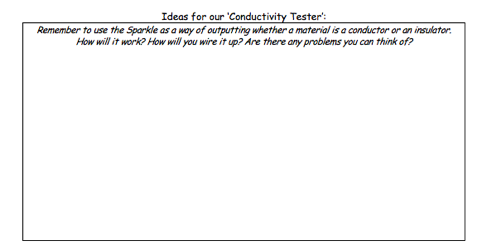 Ideas for our 'Conductivity Tester':
Remember to use the Sparkle as a way of outputting whether a material is a conductor or an insulator.
How will it work? How will you wire it up? Are there any problems you can think of?